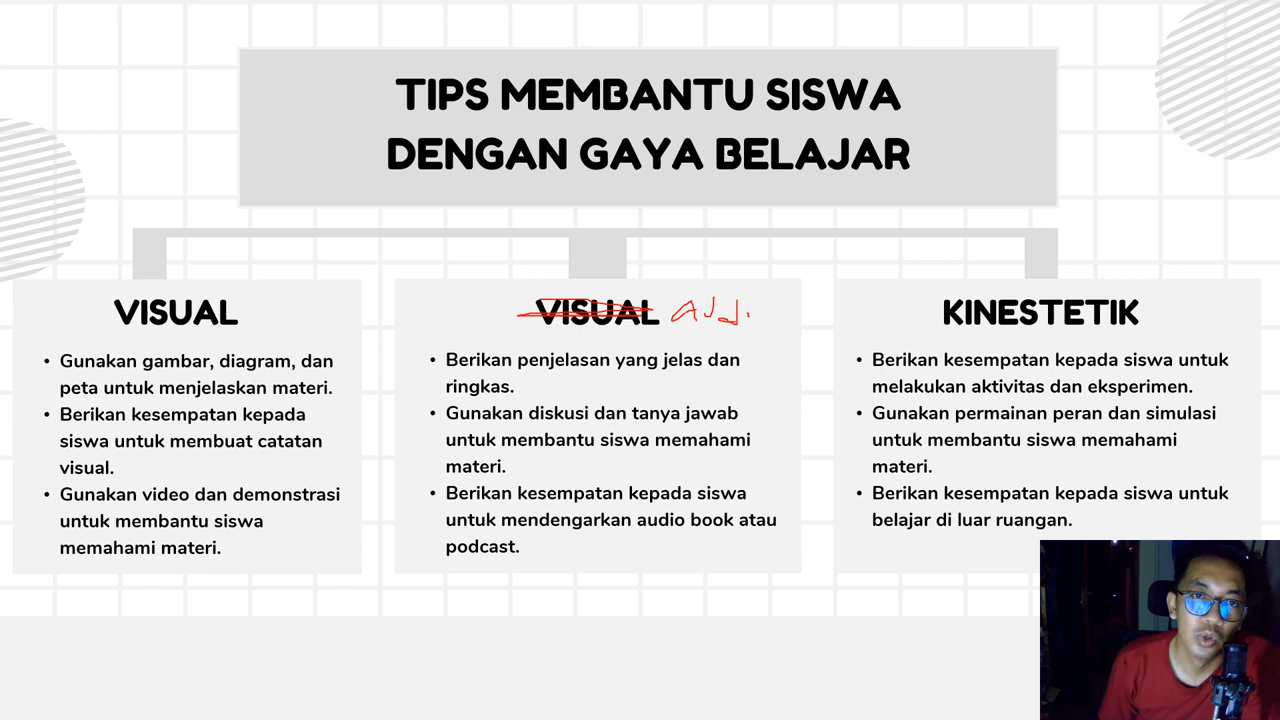 TIPS MEMBANTU SISWA
DENGAN GAYA BELAJAR
VISUAL
• Gunakan gambar, diagram, dan
peta untuk menjelaskan materi.
• Berikan kesempatan kepada
siswa untuk membuat catatan
visual.
• Gunakan video dan demonstrasi
untuk membantu siswa
memahami materi.
VISUAL
• Berikan penjelasan yang jelas dan
ringkas.
• Gunakan diskusi dan tanya jawab
untuk membantu siswa memahami
materi.
• Berikan kesempatan kepada siswa
untuk mendengarkan audio book atau
podcast.
KINESTETIK
• Berikan kesempatan kepada siswa untuk
melakukan aktivitas dan eksperimen.
• Gunakan permainan peran dan simulasi
untuk membantu siswa memahami
materi.
• Berikan kesempatan kepada siswa untuk
belajar di luar ruangan.